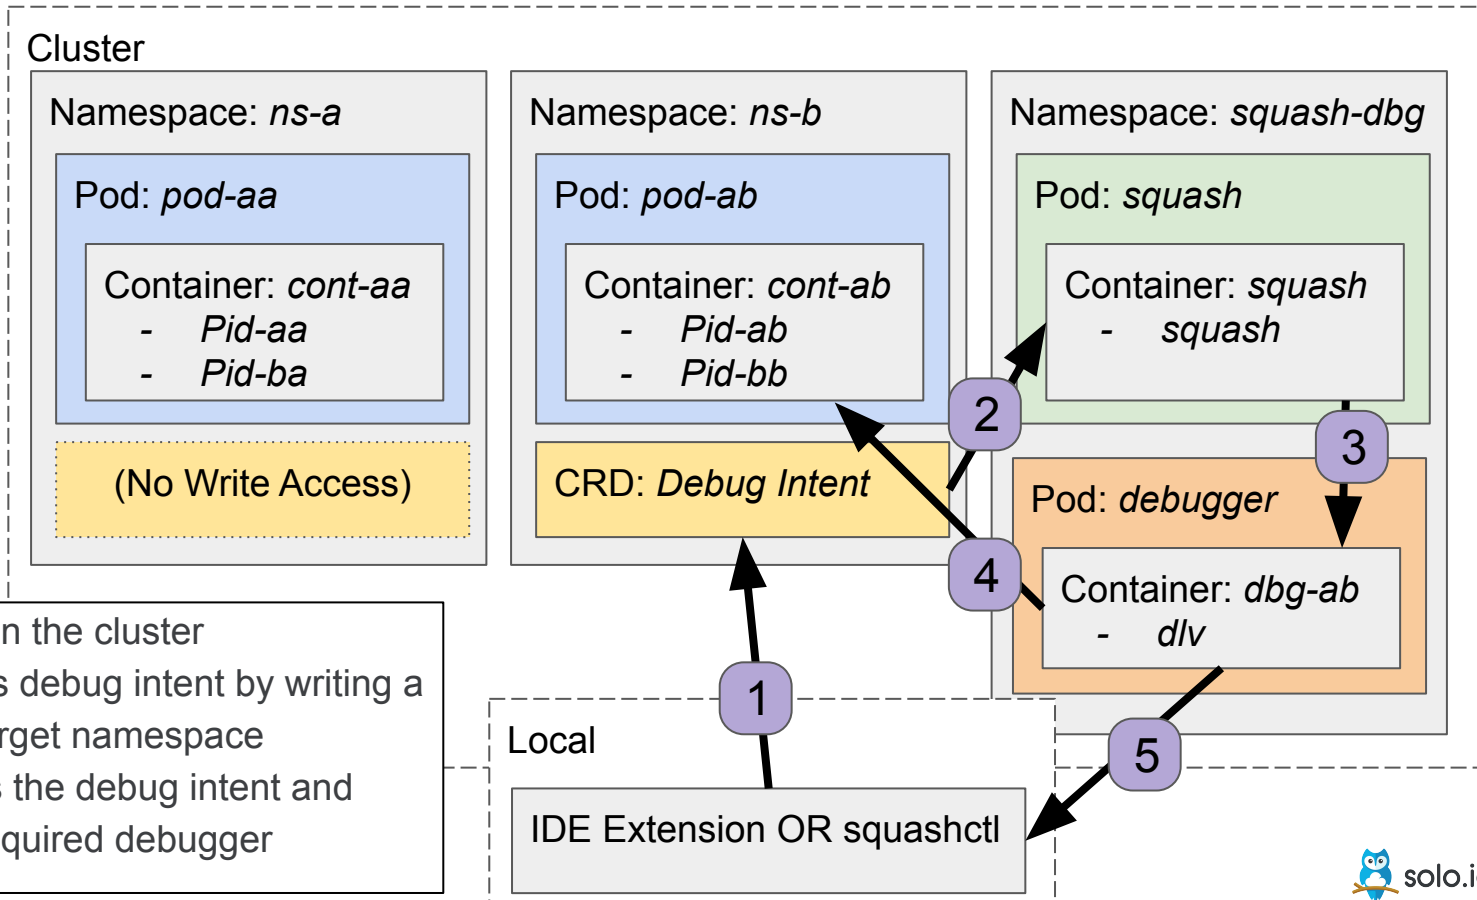 Cluster
Namespace: ns-a
Pod: pod-aa
Container: cont-aa
- Pid-aa
- Pid-ba
(No Write Access)
Namespace: ns-b
Pod: pod-ab
Container: cont-ab
- Pid-ab
- Pid-bb
CRD: Debug Intent
Namespace: squash-dbg
Pod: squash
Container: squash
- squash
2
3
Pod: debugger
4
Container: dbg-ab
- dlv
1
5
the cluster
debug intent by writing a
namespace
the debug intent and
debugger
Local
IDE Extension OR squashctl
solo.i